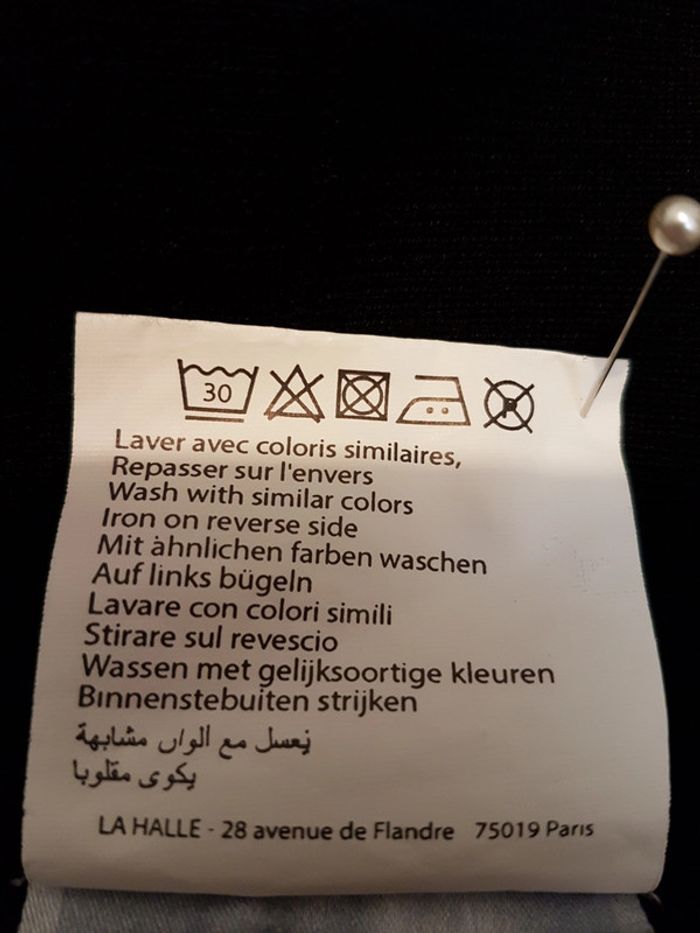 30
P
Laver avec coloris similaires,
Repasser sur l'envers
Wash with similar colors
Iron on reverse side
Mit ähnlichen farben waschen
Auf links bügeln
Lavare con colori simili
Stirare sul revescio
Wassen met gelijksoortige kleuren
Binnenstebuiten strijken
يُغسل مع الوان مشابهة
يكوى مقلوبا
LA HALLE - 28 avenue de Flandre 75019 Paris